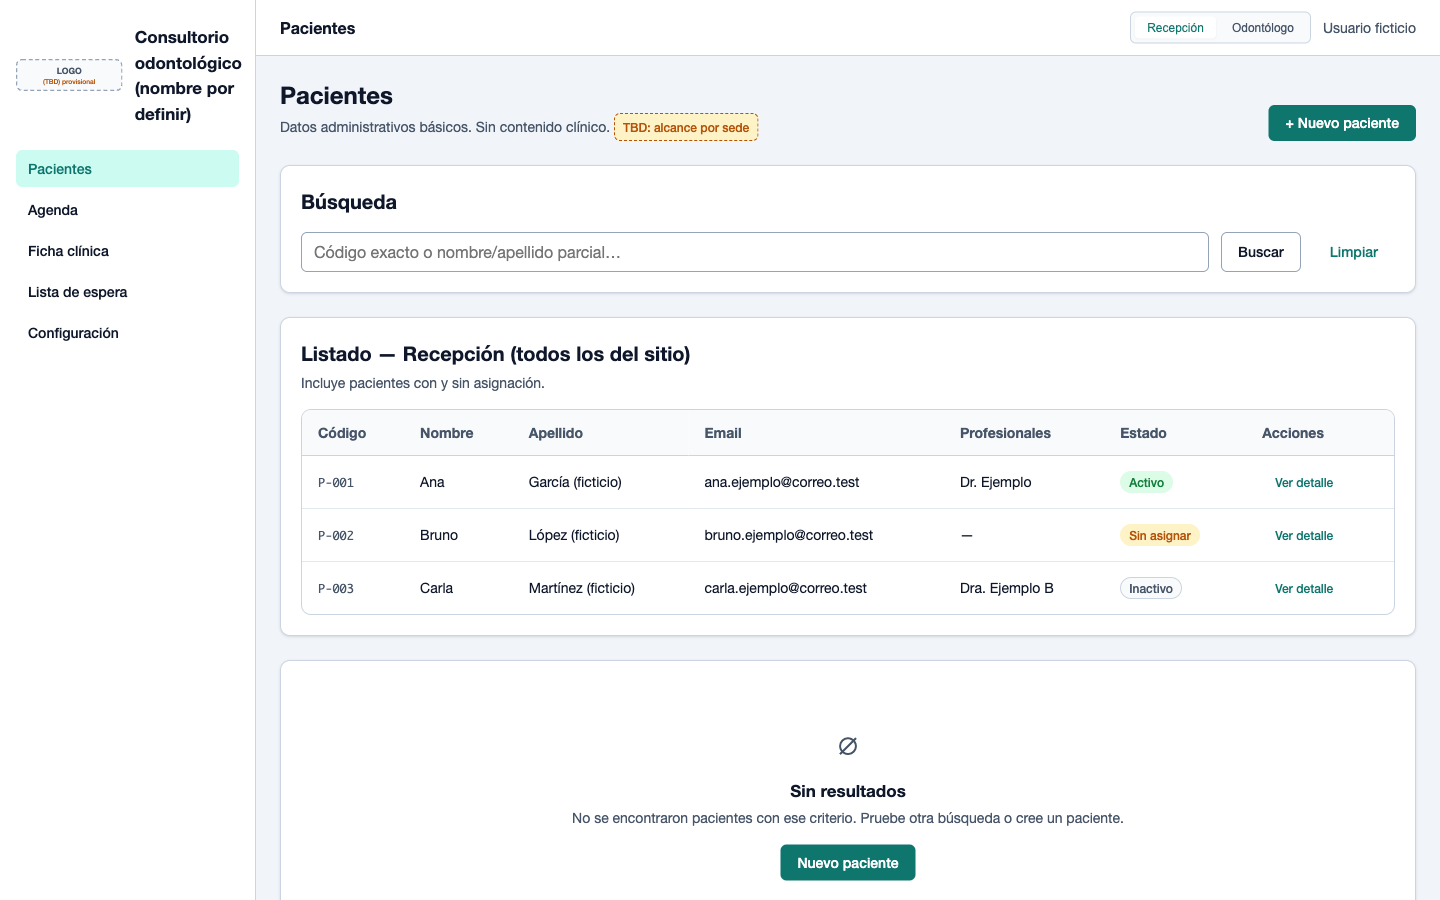 LOGO
(TBD) provisional
Consultorio
odontológico
(nombre por
definir)
Pacientes
Agenda
Ficha clínica
Lista de espera
Configuración
Pacientes
Recepción
Odontólogo
Usuario ficticio
Pacientes
Datos administrativos básicos. Sin contenido clínico. TBD: alcance por sede
+ Nuevo paciente
Búsqueda
Código exacto o nombre/apellido parcial…
Buscar
Limpiar
Listado — Recepción (todos los del sitio)
Incluye pacientes con y sin asignación.
Código Nombre Apellido Email Profesionales Estado Acciones
P-001 Ana García (ficticio) ana.ejemplo@correo.test Dr. Ejemplo Activo Ver detalle
P-002 Bruno López (ficticio) bruno.ejemplo@correo.test — Sin asignar Ver detalle
P-003 Carla Martínez (ficticio) carla.ejemplo@correo.test Dra. Ejemplo B Inactivo Ver detalle
Sin resultados
No se encontraron pacientes con ese criterio. Pruebe otra búsqueda o cree un paciente.
Nuevo paciente